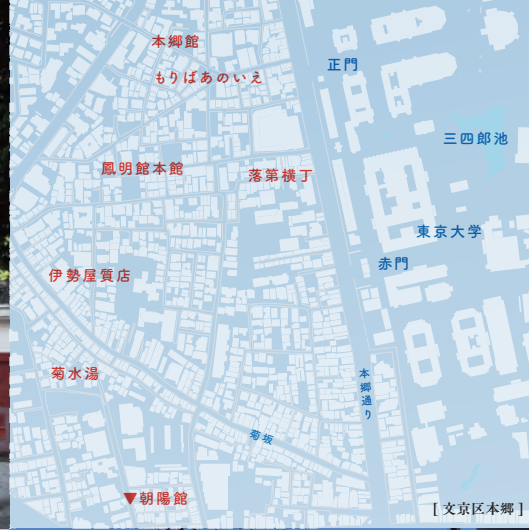 本郷館
正門
もりばあのいえ
三四郎池
鳳明館本館
落第横丁
東京大学
赤門
伊勢屋質店
菊水湯
本郷通り
菊坂
▼朝陽館
[ 文京区本郷 ]